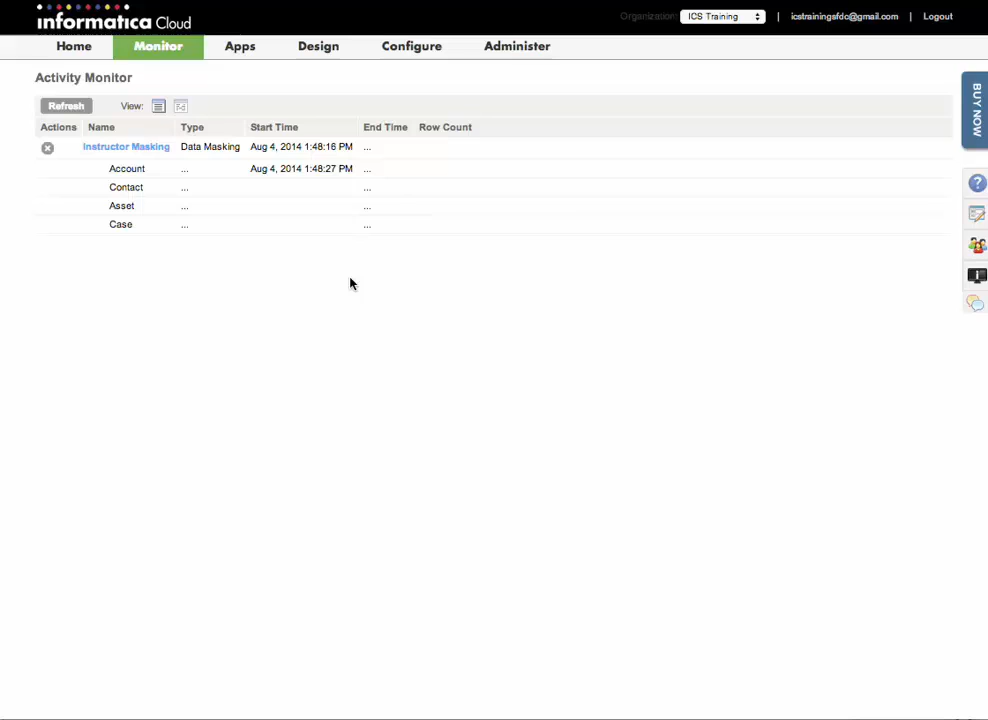 informatica Cloud
Organization: ICS Training | icstrainingsfdc@gmail.com | Logout
Home Monitor Apps Design Configure Administer
Activity Monitor
Refresh View:
Actions Name Type Start Time End Time Row Count
Instructor Masking Data Masking Aug 4, 2014 1:48:16 PM ...
Account ... Aug 4, 2014 1:48:27 PM ...
Contact ... ...
Asset ... ...
Case ... ...
BUY NOW